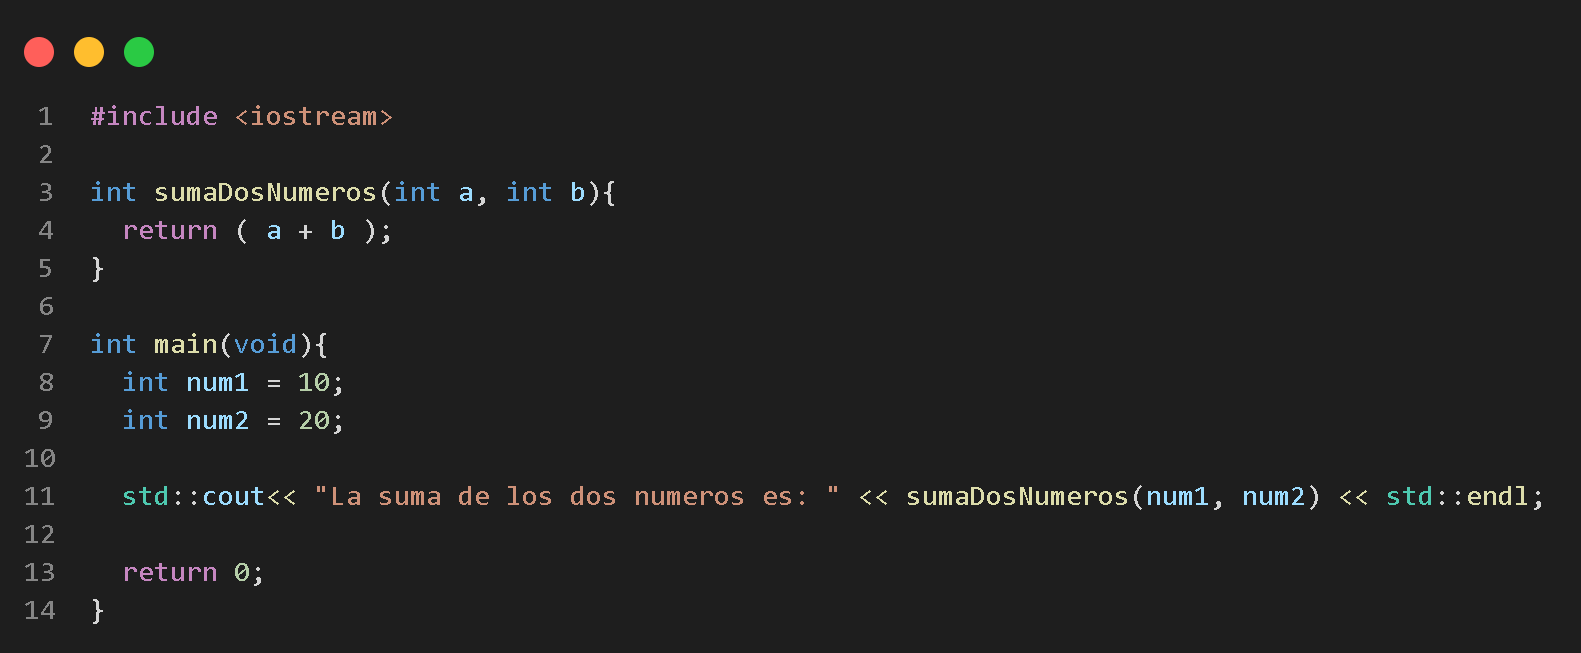 1 #include <iostream>
2
3 int sumaDosNumeros(int a, int b){
4   return ( a + b );
5 }
6
7 int main(void){
8   int num1 = 10;
9   int num2 = 20;
10
11   std::cout<< "La suma de los dos numeros es: " << sumaDosNumeros(num1, num2) << std::endl;
12
13   return 0;
14 }